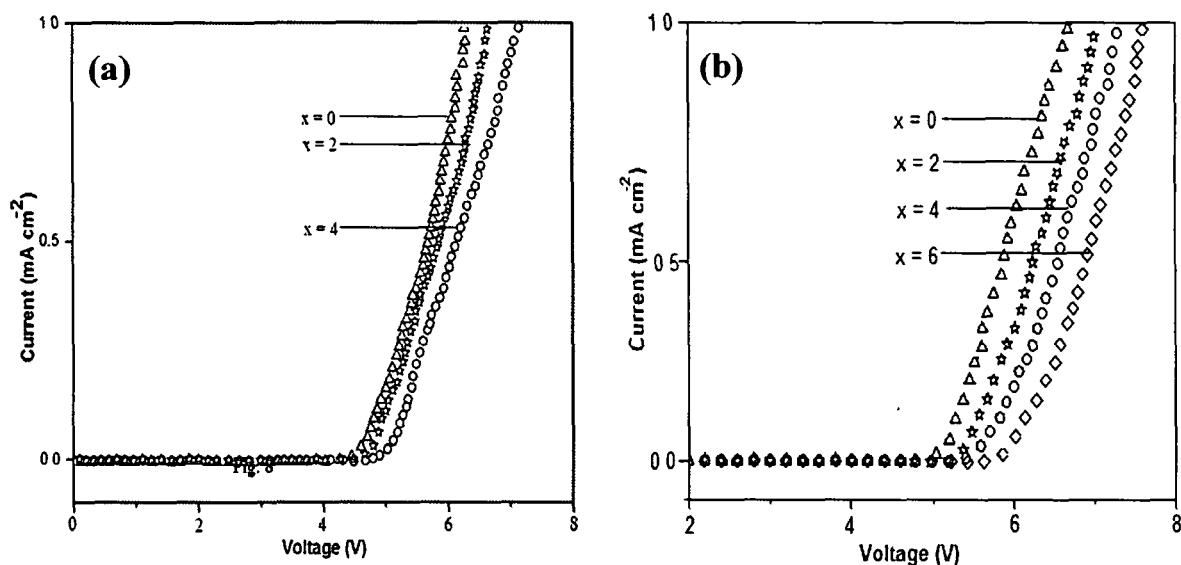 (a)
1 0
0 5
0 0
Current (mA cm-2)
x = 0
x = 2
x = 4
0
2
4
6
8
Voltage (V)
(b)
1 0
0 5
0 0
Current (mA cm-2)
x = 0
x = 2
x = 4
x = 6
2
4
6
8
Voltage (V)